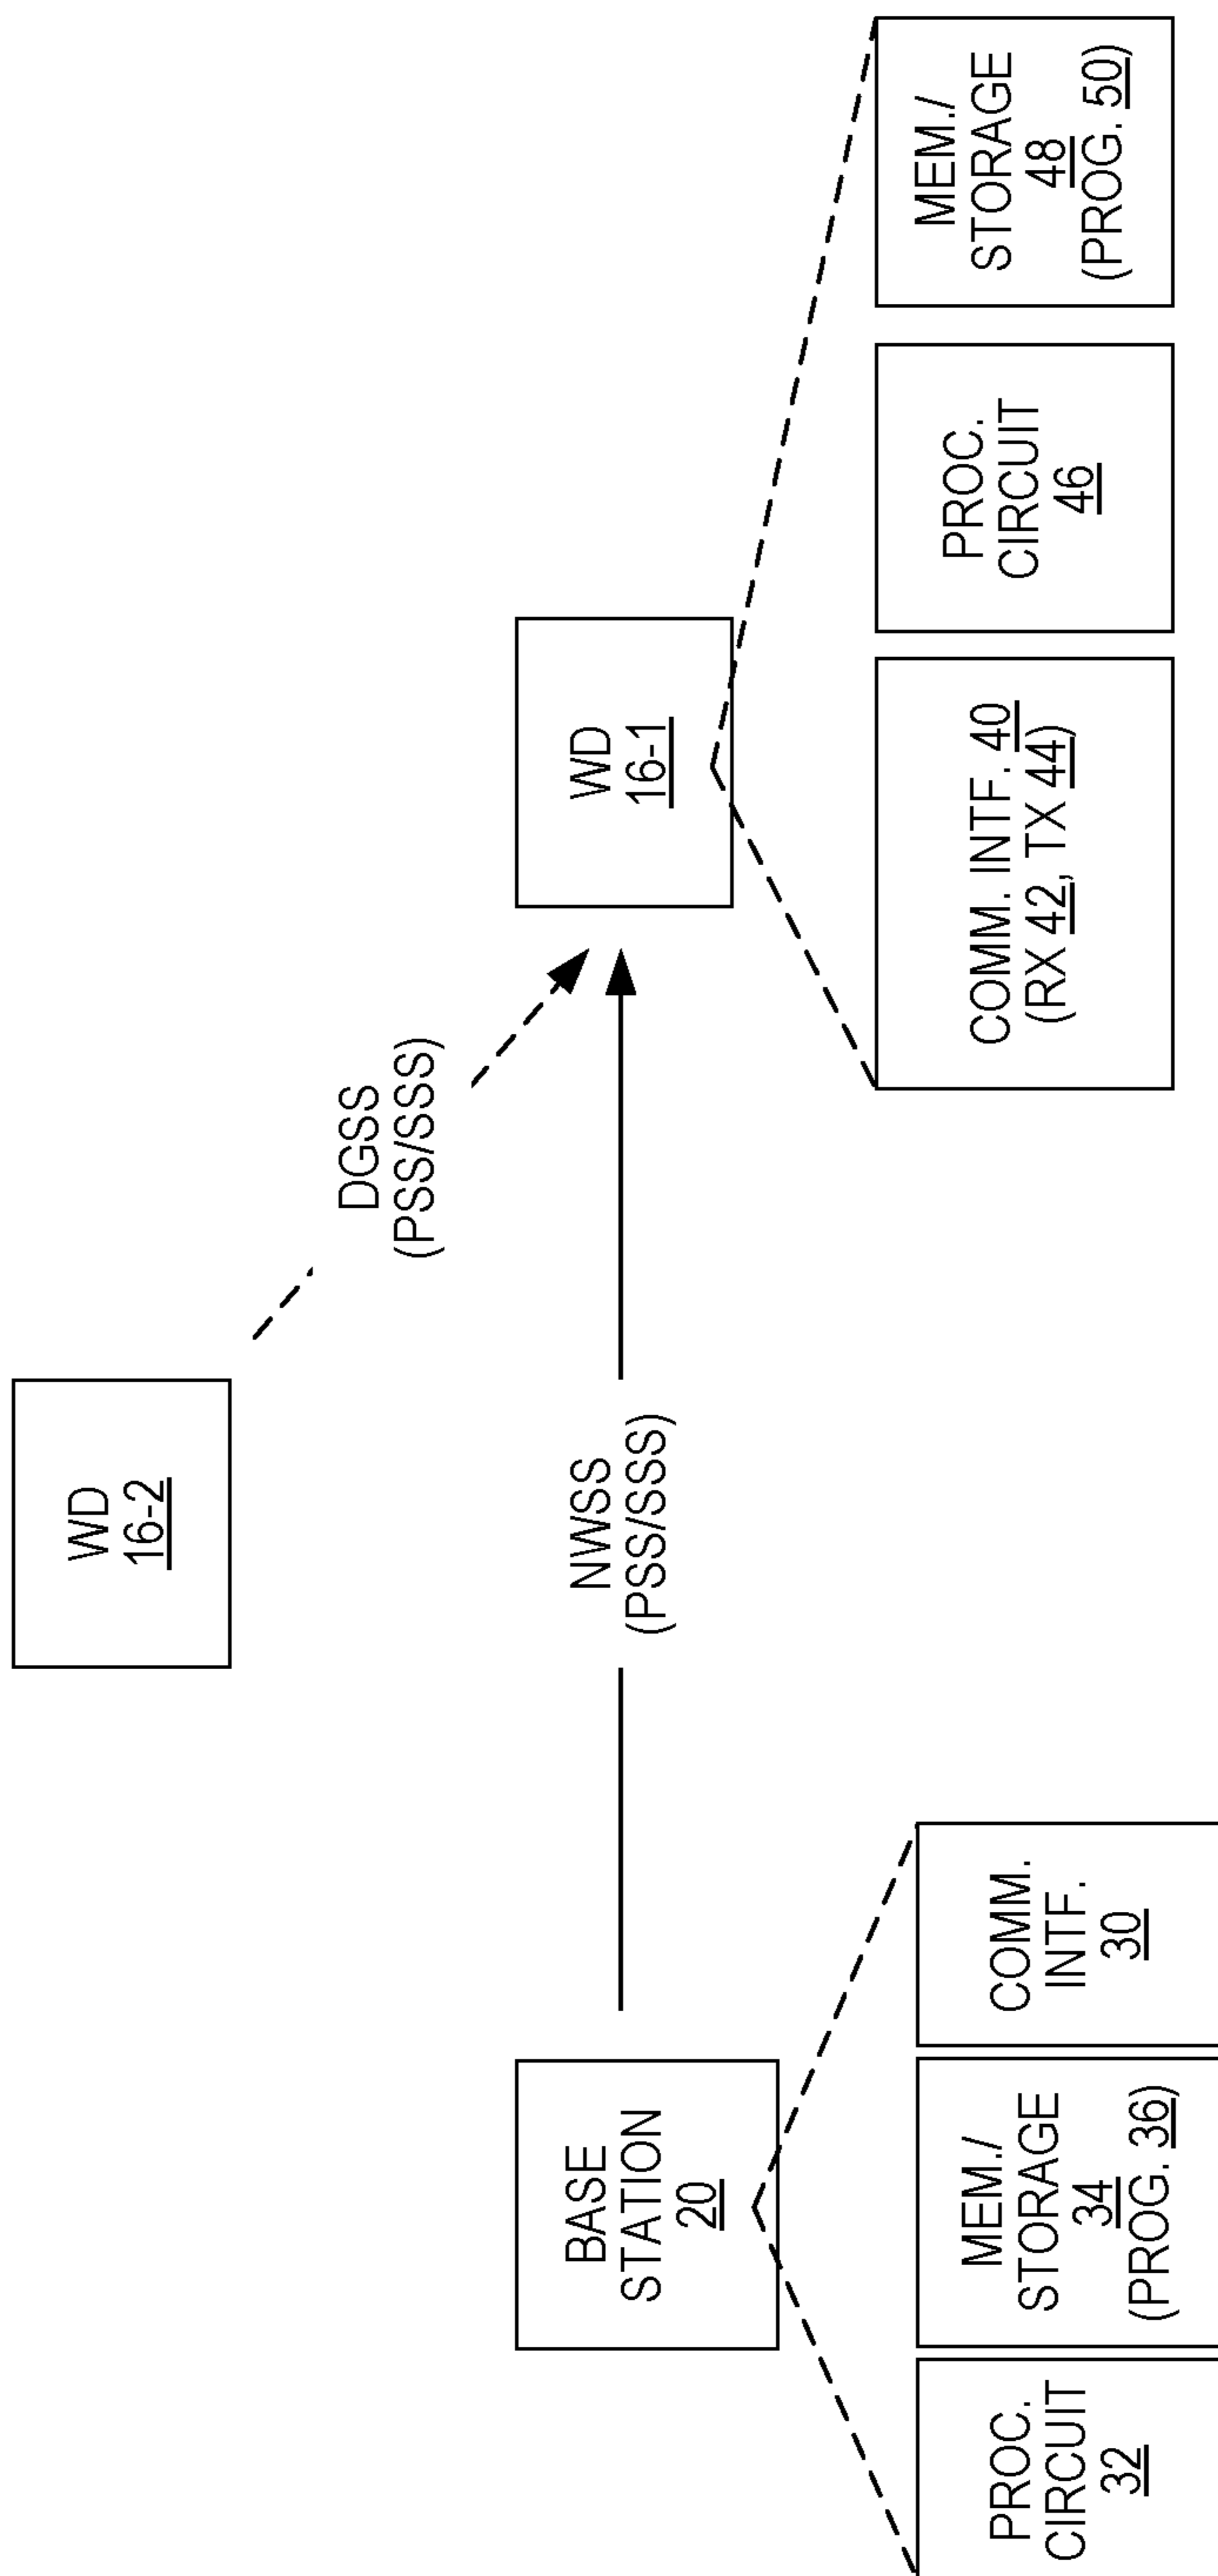 WD
16-2
DGSS
(PSS/SSS)
BASE
STATION
20
NWSS
(PSS/SSS)
WD
16-1
PROC.
CIRCUIT
32
MEM./
STORAGE
34
(PROG. 36)
COMM.
INTF.
30
COMM. INTF. 40
(RX 42, TX 44)
PROC.
CIRCUIT
46
MEM./
STORAGE
48
(PROG. 50)